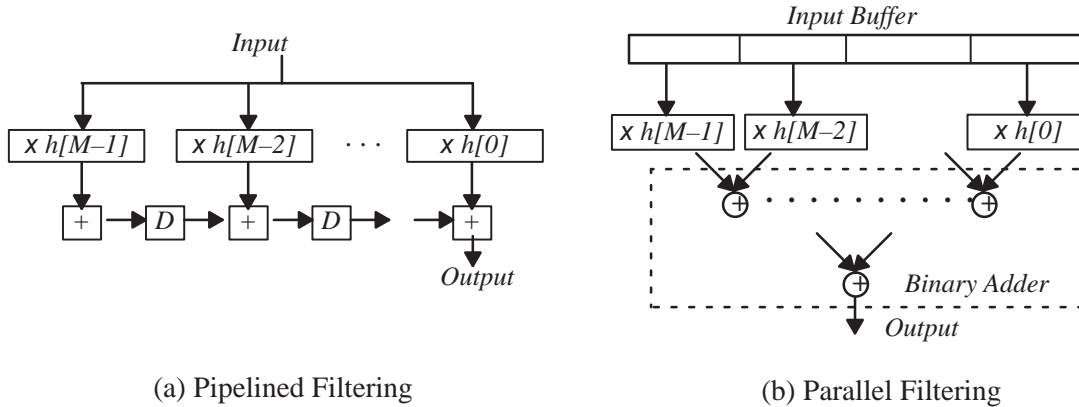 Input
x h[M–1] x h[M–2] · · · x h[0]
+ D + D +
Output
(a) Pipelined Filtering
Input Buffer
x h[M–1] x h[M–2] x h[0]
+ · · · · · · · · · · · +
+ Binary Adder
Output
(b) Parallel Filtering